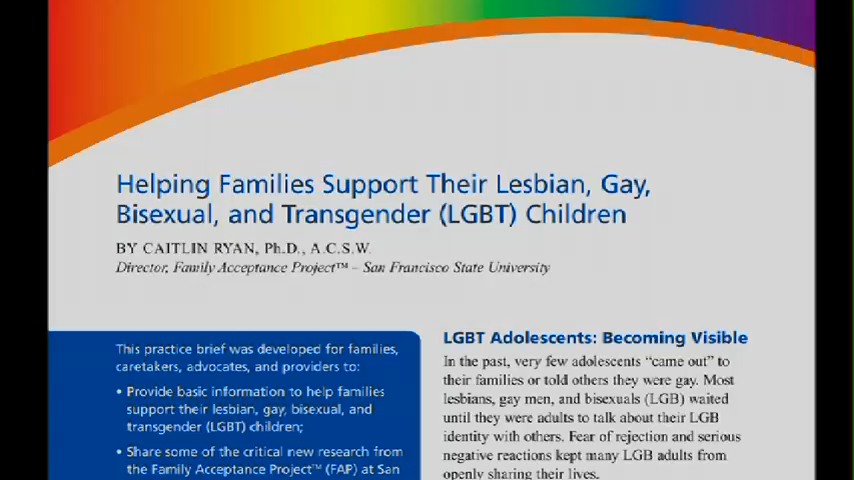 Helping Families Support Their Lesbian, Gay,
Bisexual, and Transgender (LGBT) Children
BY CAITLIN RYAN, Ph.D., A.C.S.W.
Director, Family Acceptance Project™ – San Francisco State University
This practice brief was developed for families,
caretakers, advocates, and providers to:
• Provide basic information to help families
support their lesbian, gay, bisexual, and
transgender (LGBT) children;
• Share some of the critical new research from
the Family Acceptance Project™ (FAP) at San
LGBT Adolescents: Becoming Visible
In the past, very few adolescents “came out” to
their families or told others they were gay. Most
lesbians, gay men, and bisexuals (LGB) waited
until they were adults to talk about their LGB
identity with others. Fear of rejection and serious
negative reactions kept many LGB adults from
openly sharing their lives.